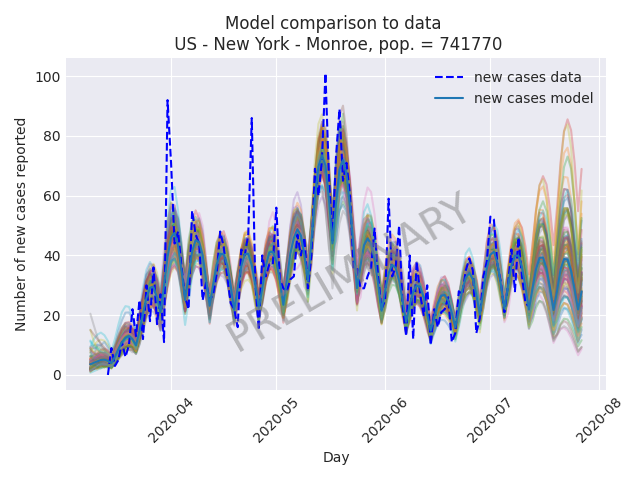 Model comparison to data
US - New York - Monroe, pop. = 741770
new cases data
new cases model
Number of new cases reported
100
80
60
40
20
0
PRELIMINARY
2020-04
2020-05
2020-06
2020-07
2020-08
Day